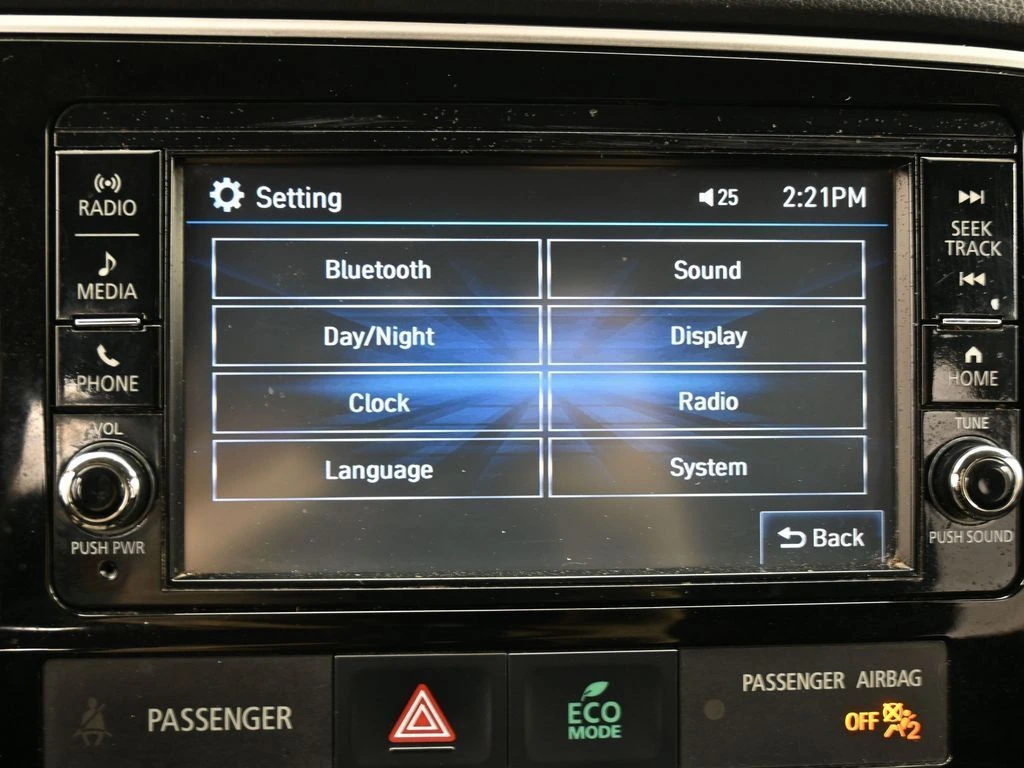 RADIO
MEDIA
PHONE
VOL
PUSH PWR
Setting
25
2:21PM
Bluetooth
Sound
Day/Night
Display
Clock
Radio
Language
System
Back
SEEK
TRACK
HOME
TUNE
PUSH SOUND
PASSENGER
ECO
MODE
PASSENGER AIRBAG
OFF 2